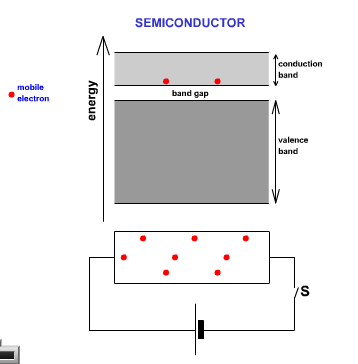 SEMICONDUCTOR
conduction
band
mobile
electron
energy
band gap
valence
band
S